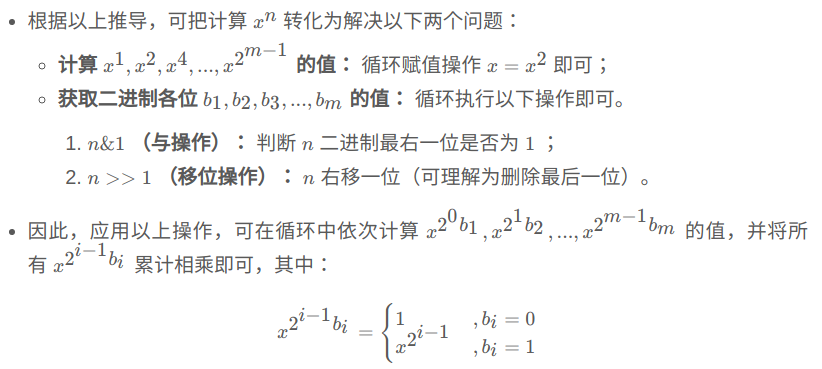 • 根据以上推导，可把计算 $x^n$ 转化为解决以下两个问题：
◦ 计算 $x^1, x^2, x^4, ..., x^{2^{m-1}}$ 的值： 循环赋值操作 $x = x^2$ 即可；
◦ 获取二进制各位 $b_1, b_2, b_3, ..., b_m$ 的值： 循环执行以下操作即可。
1. $n\&1$ （与操作）： 判断 $n$ 二进制最右一位是否为 $1$ ；
2. $n >> 1$ （移位操作）： $n$ 右移一位（可理解为删除最后一位）。
• 因此，应用以上操作，可在循环中依次计算 $x^{2^0 b_1}, x^{2^1 b_2}, ..., x^{2^{m-1} b_m}$ 的值，并将所
有 $x^{2^{i-1} b_i}$ 累计相乘即可，其中：
$x^{2^{i-1} b_i} = \begin{cases} 1 & , b_i = 0 \\ x^{2^{i-1}} & , b_i = 1 \end{cases}$